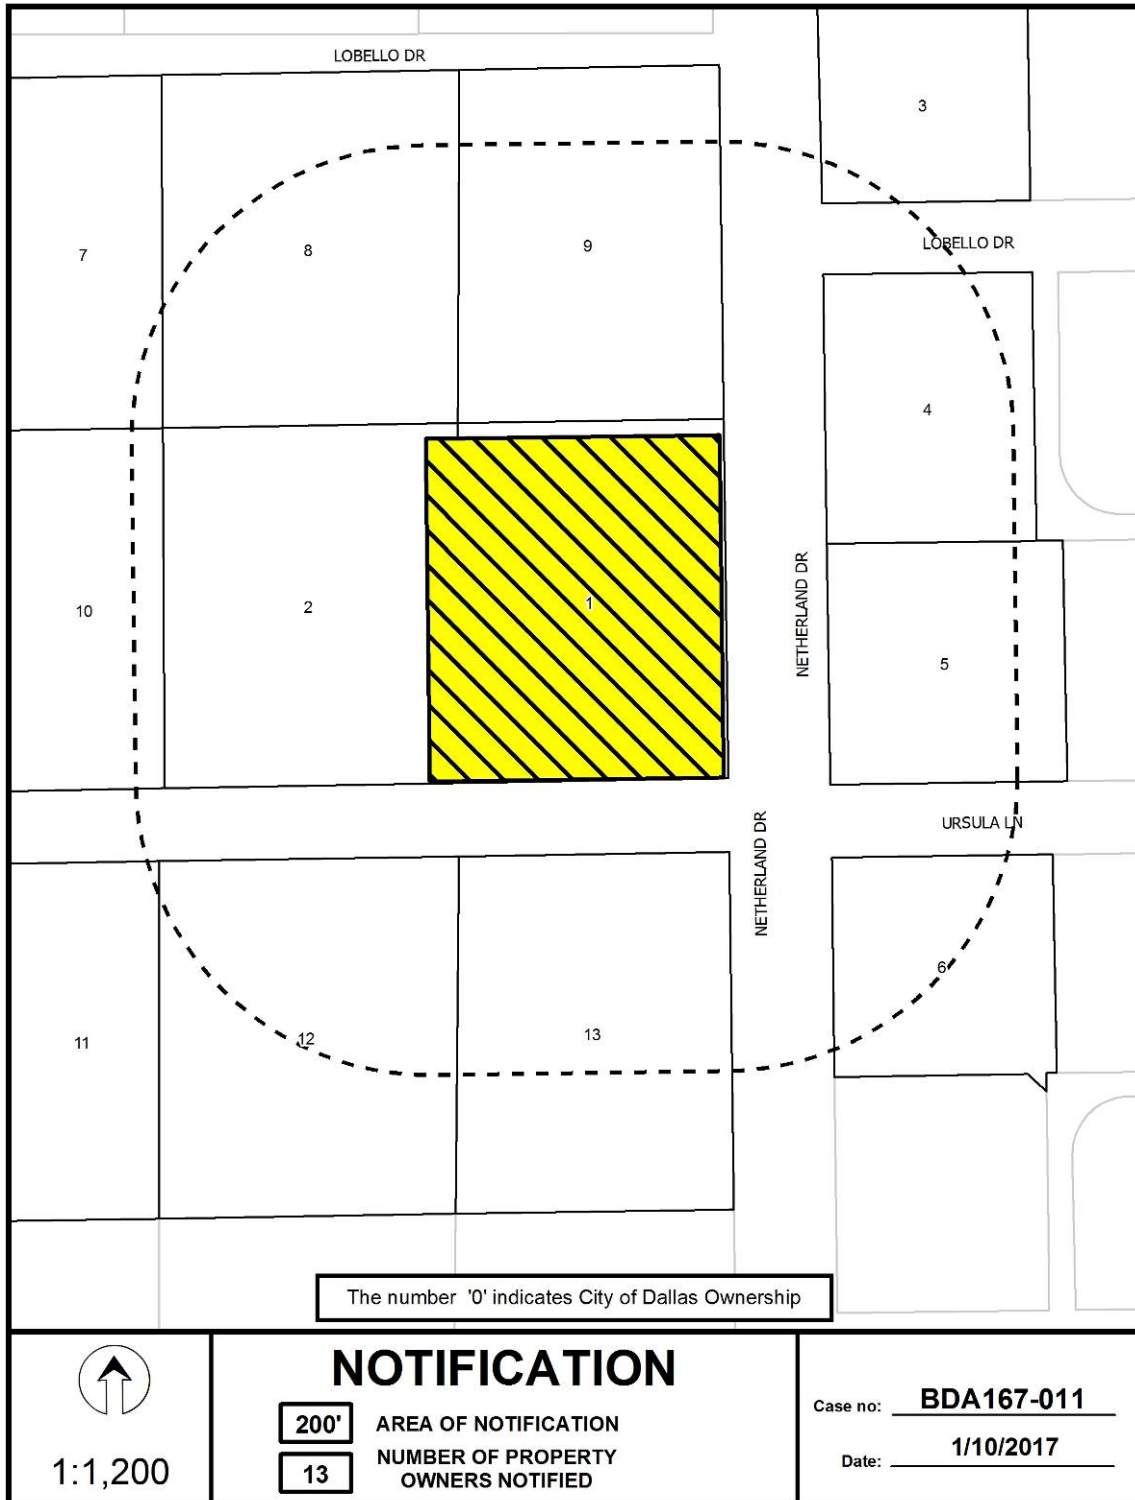 LOBELLO DR
3
LOBELLO DR
7
8
9
4
NETHERLAND DR
10
2
1
5
URSULA LN
NETHERLAND DR
6
11
12
13
The number '0' indicates City of Dallas Ownership
1:1,200
NOTIFICATION
200' AREA OF NOTIFICATION
13 NUMBER OF PROPERTY
OWNERS NOTIFIED
Case no: BDA167-011
Date: 1/10/2017